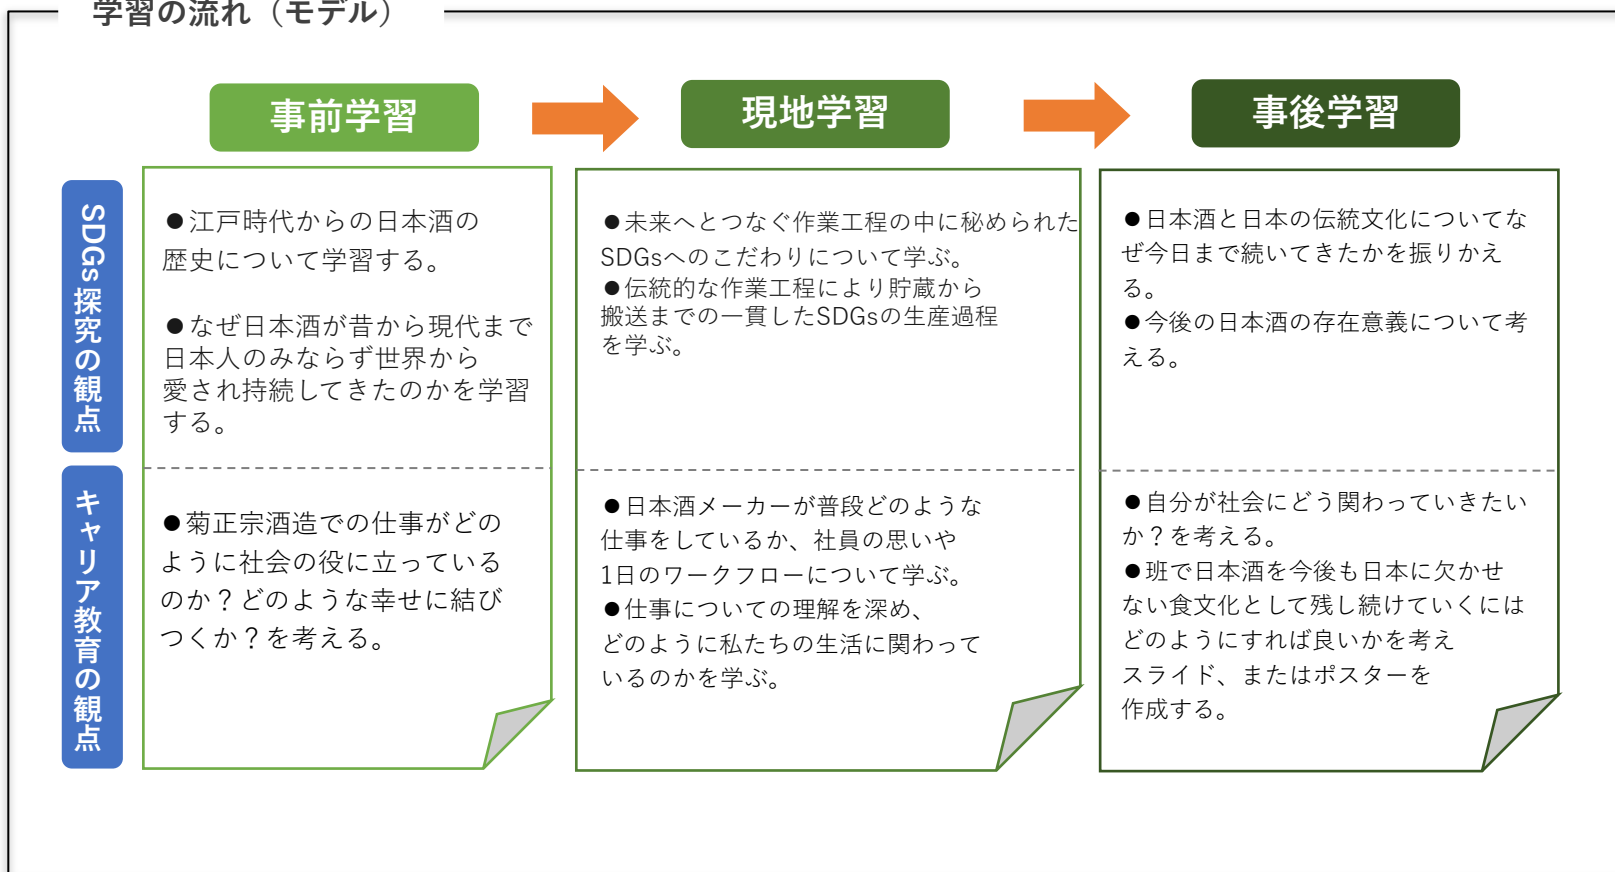 学習の流れ（モデル）
事前学習
現地学習
事後学習
SDGs探究の観点
●江戸時代からの日本酒の
歴史について学習する。
●なぜ日本酒が昔から現代まで
日本人のみならず世界から
愛され持続してきたのかを学習
する。
●未来へとつなぐ作業工程の中に秘められた
SDGsへのこだわりについて学ぶ。
●伝統的な作業工程により貯蔵から
搬送までの一貫したSDGsの生産過程
を学ぶ。
●日本酒と日本の伝統文化についてな
ぜ今日まで続いてきたかを振りかえ
る。
●今後の日本酒の存在意義について考
える。
キャリア教育の観点
●菊正宗酒造での仕事がどの
ように社会の役に立っている
のか？どのような幸せに結び
つくか？を考える。
●日本酒メーカーが普段どのような
仕事をしているか、社員の思いや
1日のワークフローについて学ぶ。
●仕事についての理解を深め、
どのように私たちの生活に関わって
いるのかを学ぶ。
●自分が社会にどう関わっていきたい
か？を考える。
●班で日本酒を今後も日本に欠かせ
ない食文化として残し続けていくには
どのようにすれば良いかを考え
スライド、またはポスターを
作成する。